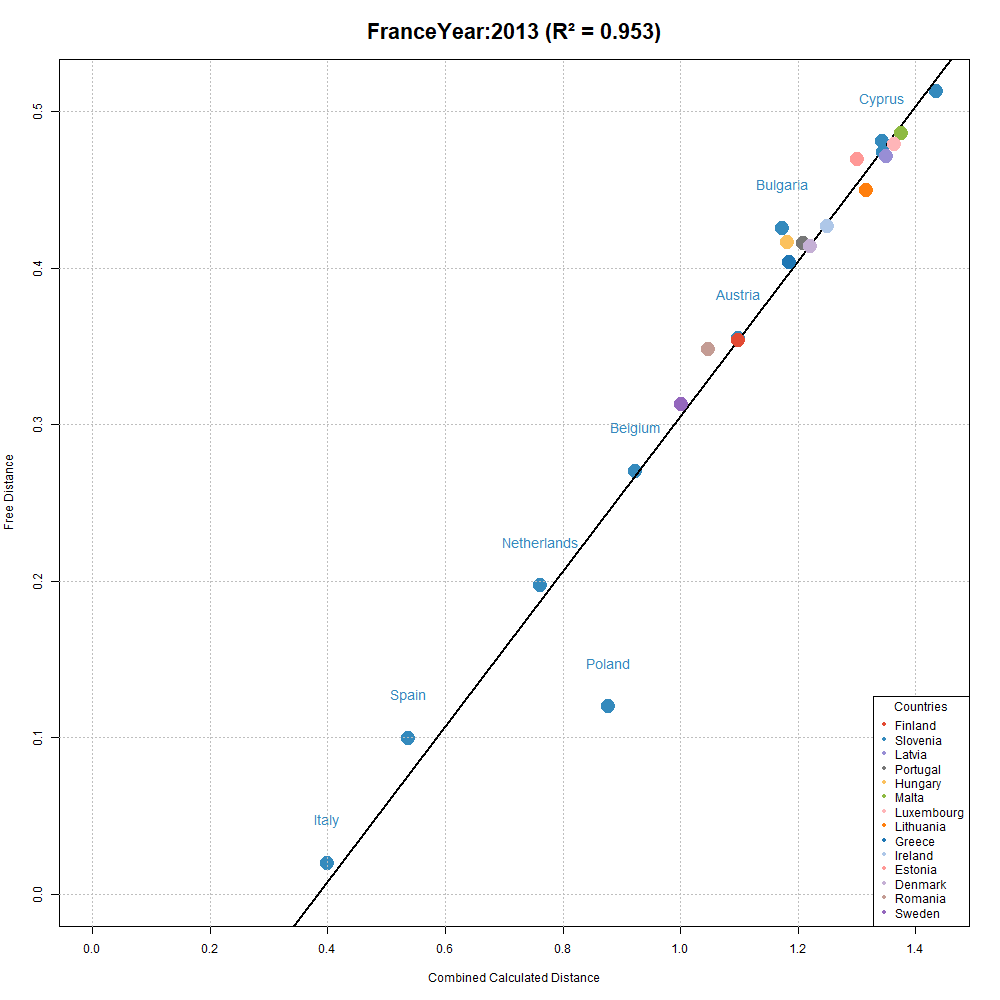 FranceYear:2013 (R² = 0.953)
Cyprus
0.5
Bulgaria
0.4
Austria
0.3
Belgium
Free Distance
Netherlands
0.2
Poland
Spain
0.1
Italy
0.0
Countries
Finland
Slovenia
Latvia
Portugal
Hungary
Malta
Luxembourg
Lithuania
Greece
Ireland
Estonia
Denmark
Romania
Sweden
0.0 0.2 0.4 0.6 0.8 1.0 1.2 1.4
Combined Calculated Distance